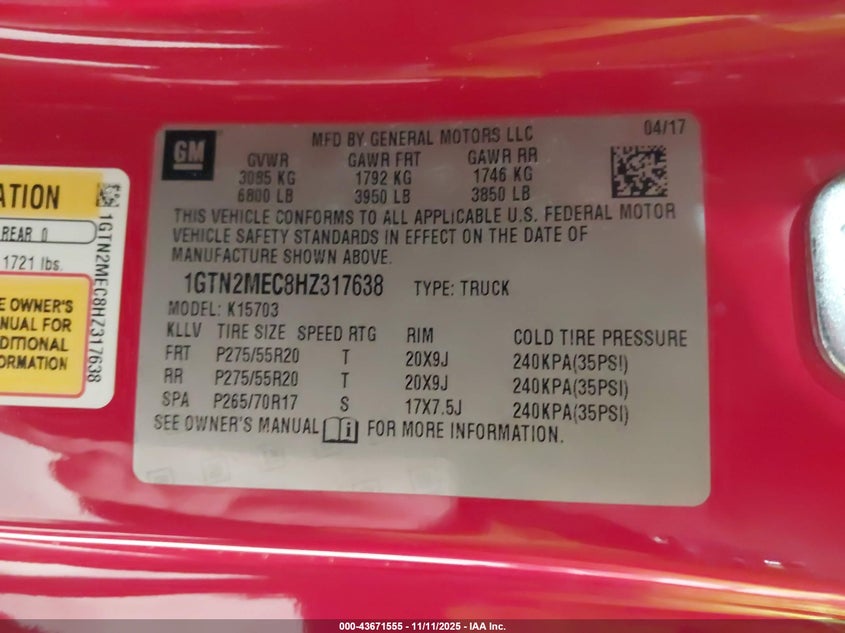 GM
MFD BY GENERAL MOTORS LLC
04/17
GVWR GAWR FRT GAWR RR
3085 KG 1792 KG 1746 KG
6800 LB 3950 LB 3850 LB
THIS VEHICLE CONFORMS TO ALL APPLICABLE U.S. FEDERAL MOTOR
VEHICLE SAFETY STANDARDS IN EFFECT ON THE DATE OF
MANUFACTURE SHOWN ABOVE.
1GTN2MEC8HZ317638 TYPE: TRUCK
MODEL: K15703
KLLV TIRE SIZE SPEED RTG RIM COLD TIRE PRESSURE
FRT P275/55R20 T 20X9J 240KPA(35PSI)
RR P275/55R20 T 20X9J 240KPA(35PSI)
SPA P265/70R17 S 17X7.5J 240KPA(35PSI)
SEE OWNER'S MANUAL i FOR MORE INFORMATION.
REAR 0
1721 lbs.
OWNER'S
FOR
1GTN2MEC8HZ317638
000-43671555 - 11/11/2025 - IAA Inc.